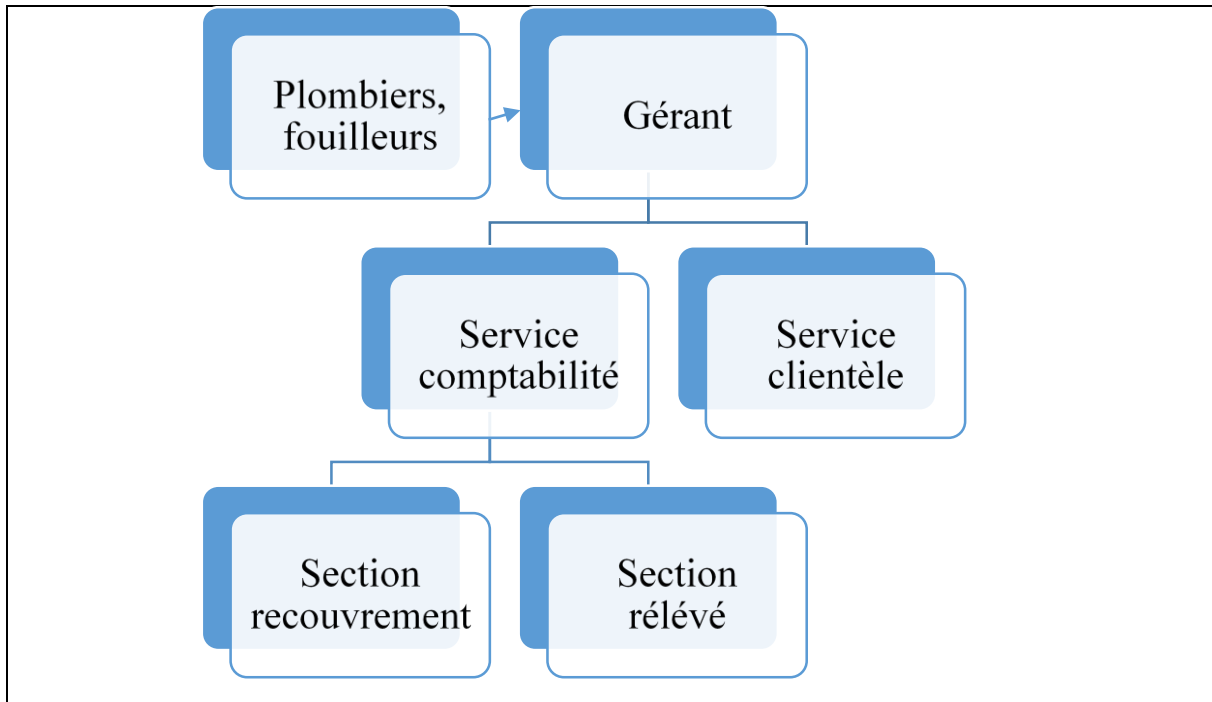 Plombiers,
fouilleurs
Gérant
Service
comptabilité
Service
clientèle
Section
recouvrement
Section
rélévé